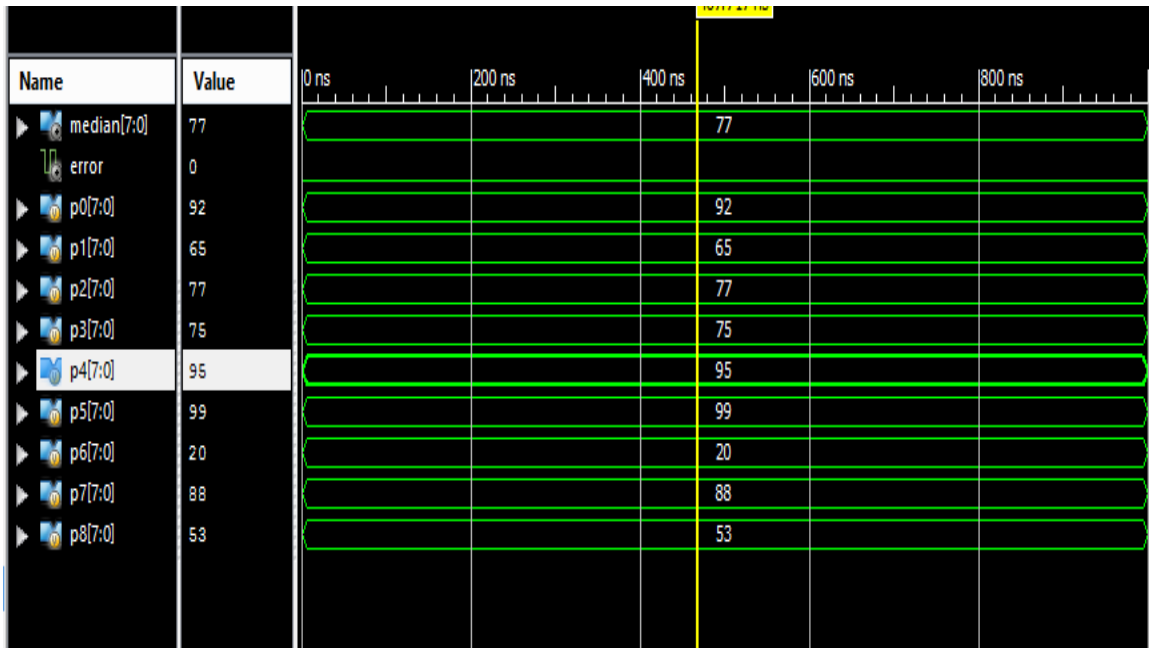 Name Value 0 ns 200 ns 400 ns 600 ns 800 ns
median[7:0] 77 77
error 0
p0[7:0] 92 92
p1[7:0] 65 65
p2[7:0] 77 77
p3[7:0] 75 75
p4[7:0] 95 95
p5[7:0] 99 99
p6[7:0] 20 20
p7[7:0] 88 88
p8[7:0] 53 53